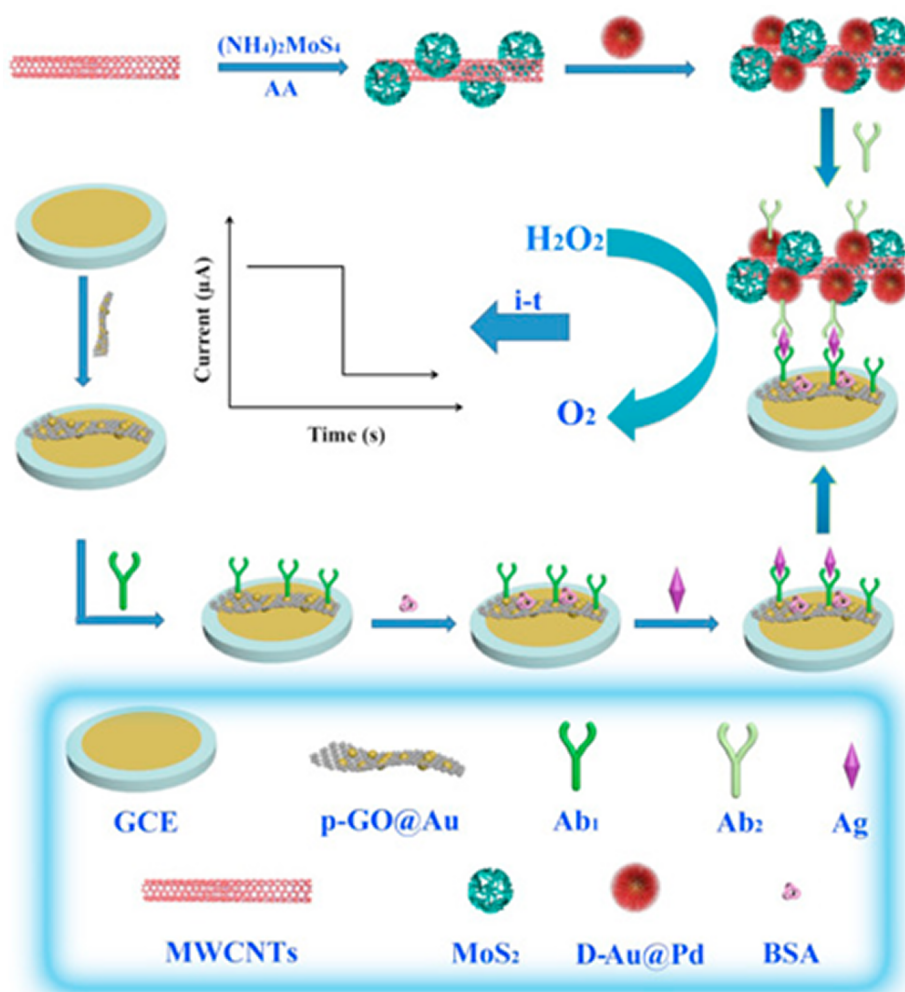 (NH₄)₂MoS₄
AA
H₂O₂
i-t
O₂
Current (μA)
Time (s)
GCE
p-GO@Au
Ab₁
Ab₂
Ag
MWCNTs
MoS₂
D-Au@Pd
BSA